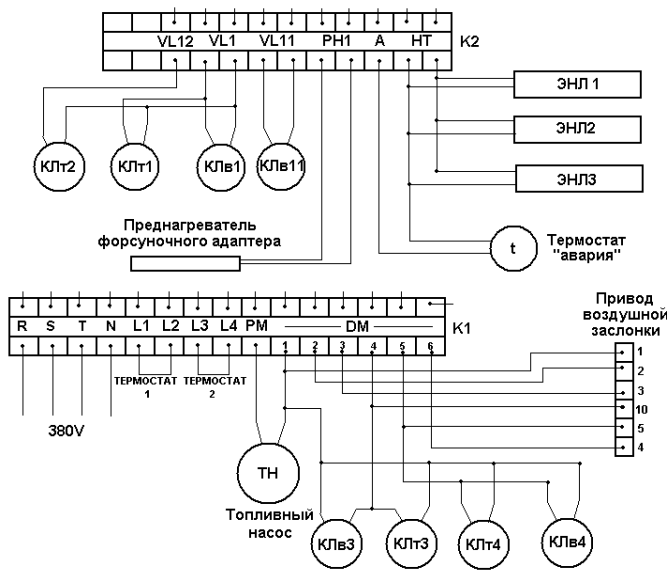 VL12 VL1 VL11 PH1 A HT K2
ЭНЛ 1
ЭНЛ2
ЭНЛ3
КЛт2 КЛт1 КЛв1 КЛв11
Преднагреватель
форсуночного адаптера
t
Термостат
"авария"
R S T N L1 L2 L3 L4 PM DM K1
1 2 3 4 5 6
ТЕРМОСТАТ
1
ТЕРМОСТАТ
2
380V
Привод
воздушной
заслонки
1
2
3
10
5
4
ТН
Топливный
насос
КЛв3 КЛт3 КЛт4 КЛв4